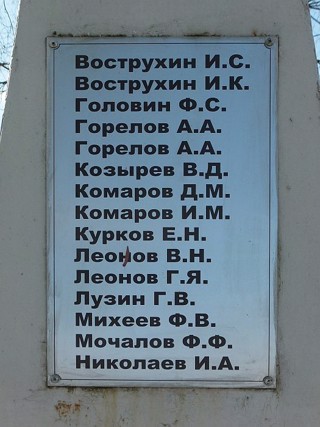 Вострухин И.С.
Вострухин И.К.
Головин Ф.С.
Горелов А.А.
Горелов А.А.
Козырев В.Д.
Комаров Д.М.
Комаров И.М.
Курков Е.Н.
Леонов В.Н.
Леонов Г.Я.
Лузин Г.В.
Михеев Ф.В.
Мочалов Ф.Ф.
Николаев И.А.